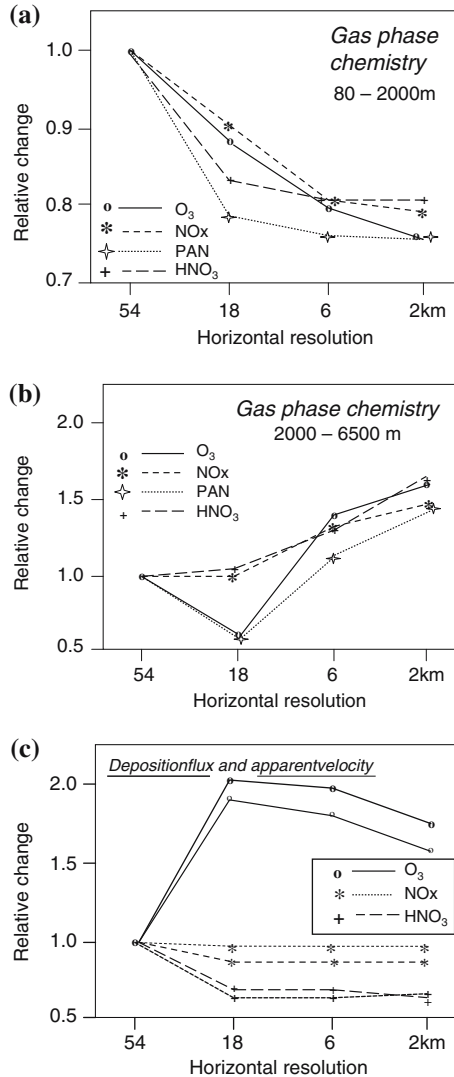 (a)
Gas phase
chemistry
80 – 2000m
Relative change
1.0
0.9
0.8
0.7
O₃
NOx
PAN
HNO₃
54 18 6 2km
Horizontal resolution
(b)
Gas phase chemistry
2000 – 6500 m
Relative change
2.0
1.5
1.0
0.5
O₃
NOx
PAN
HNO₃
54 18 6 2km
Horizontal resolution
(c)
Depositionflux and apparentvelocity
Relative change
2.0
1.5
1.0
0.5
O₃
NOx
HNO₃
54 18 6 2km
Horizontal resolution